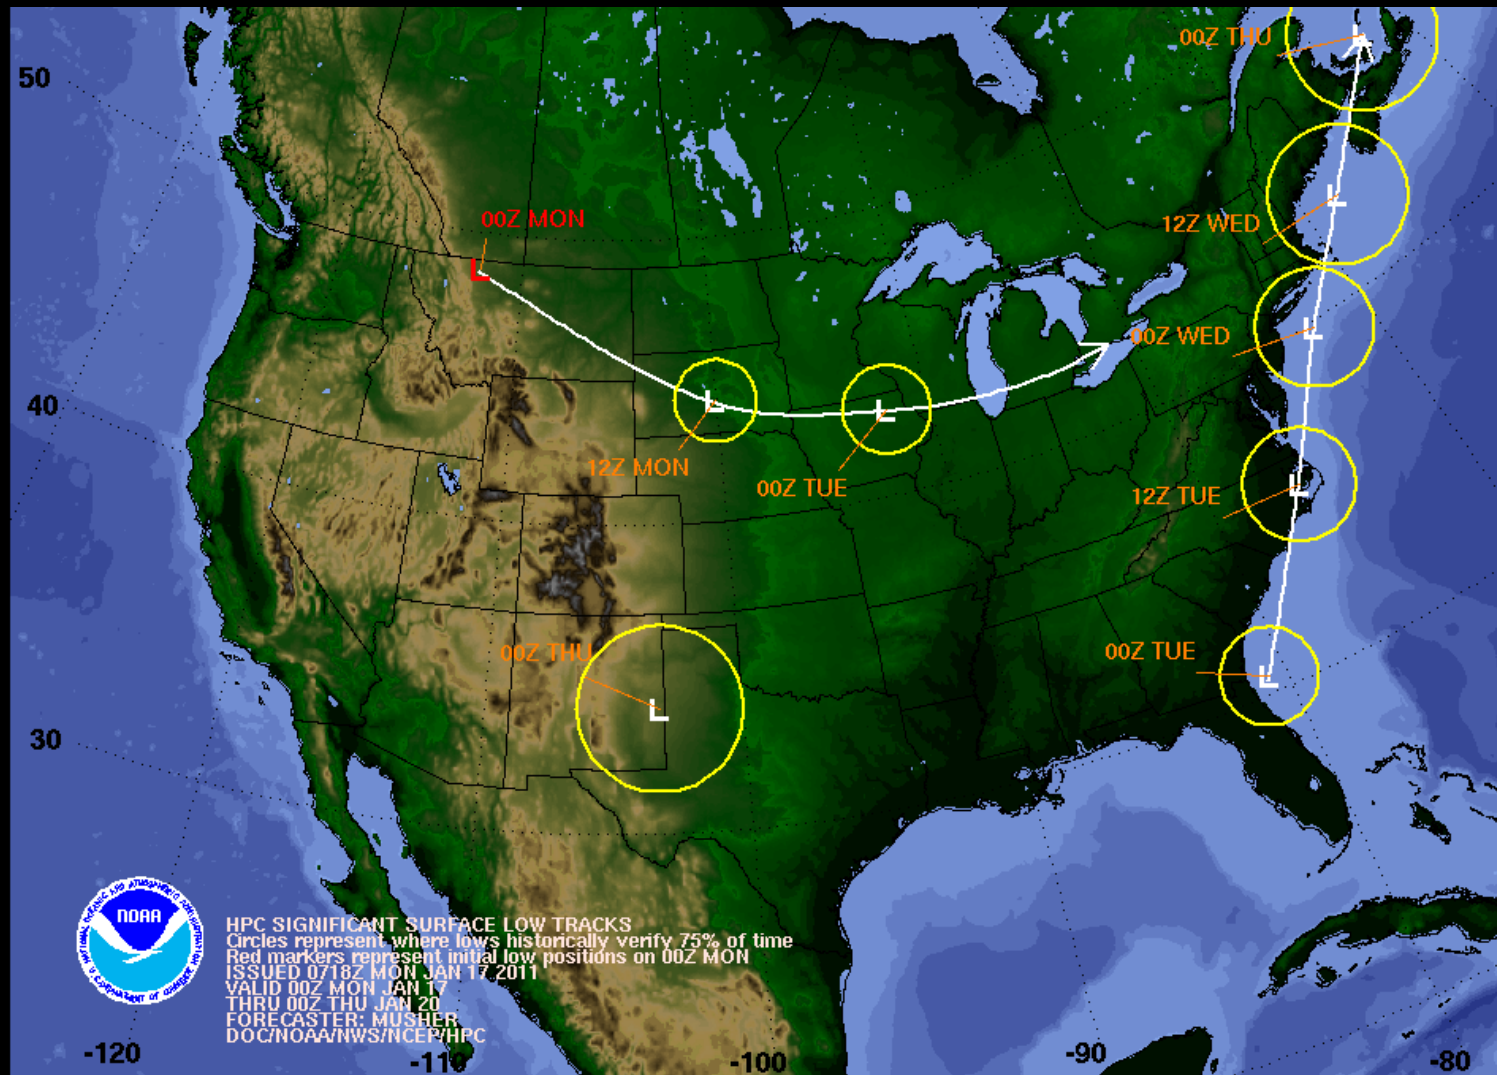 00Z THU
50
12Z WED
00Z MON
00Z WED
40
12Z MON
00Z TUE
12Z TUE
00Z THU
00Z TUE
30
NOAA
HPC SIGNIFICANT SURFACE LOW TRACKS
Circles represent where lows historically verify 75% of time
Red markers represent initial low positions on 00Z MON
ISSUED 0718Z MON JAN 17 2011
VALID 00Z MON JAN 17
THRU 00Z THU JAN 20
FORECASTER: MUSHER
DOC/NOAA/NWS/NCEP/HPC
-120
-110
-100
-90
-80
L
L
L
L
L
L
L
L
L